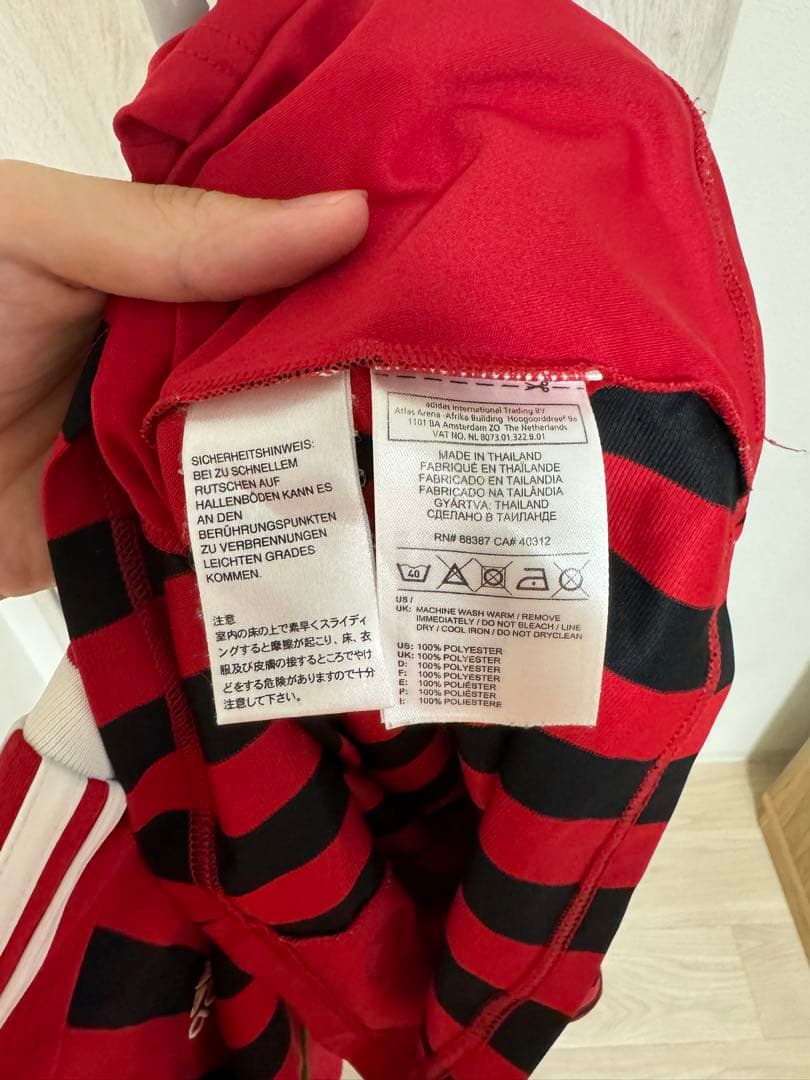 SICHERHEITSHINWEIS:
BEI ZU SCHNELLEM
RUTSCHEN AUF
HALLENBÖDEN KANN ES
AN DEN
BERÜHRUNGSPUNKTEN
ZU VERBRENNUNGEN
LEICHTEN GRADES
KOMMEN.
注意
室内の床の上で素早くスライディ
ングすると摩擦が起こり、床、衣
服及び皮膚の接するところでやけ
どをする危険がありますので十分
注意して下さい。
adidas International Trading BV
Atlas Arena -Afrika Building Hoogoorddreef 9a
1101 BA Amsterdam ZO The Netherlands
VAT NO. NL 8073.01.322.B.01
MADE IN THAILAND
FABRIQUÉ EN THAÏLANDE
FABRICADO EN TAILANDIA
FABRICADO NA TAILÂNDIA
GYÁRTVA: THAILAND
СДЕЛАНО В ТАИЛАНДЕ
RN# 88387 CA# 40312
40
US /
UK: MACHINE WASH WARM / REMOVE
IMMEDIATELY / DO NOT BLEACH / LINE
DRY / COOL IRON / DO NOT DRYCLEAN
US: 100% POLYESTER
UK: 100% POLYESTER
D: 100% POLYESTER
F: 100% POLYESTER
E: 100% POLIÉSTER
P: 100% POLIÉSTER
I: 100% POLIESTERE